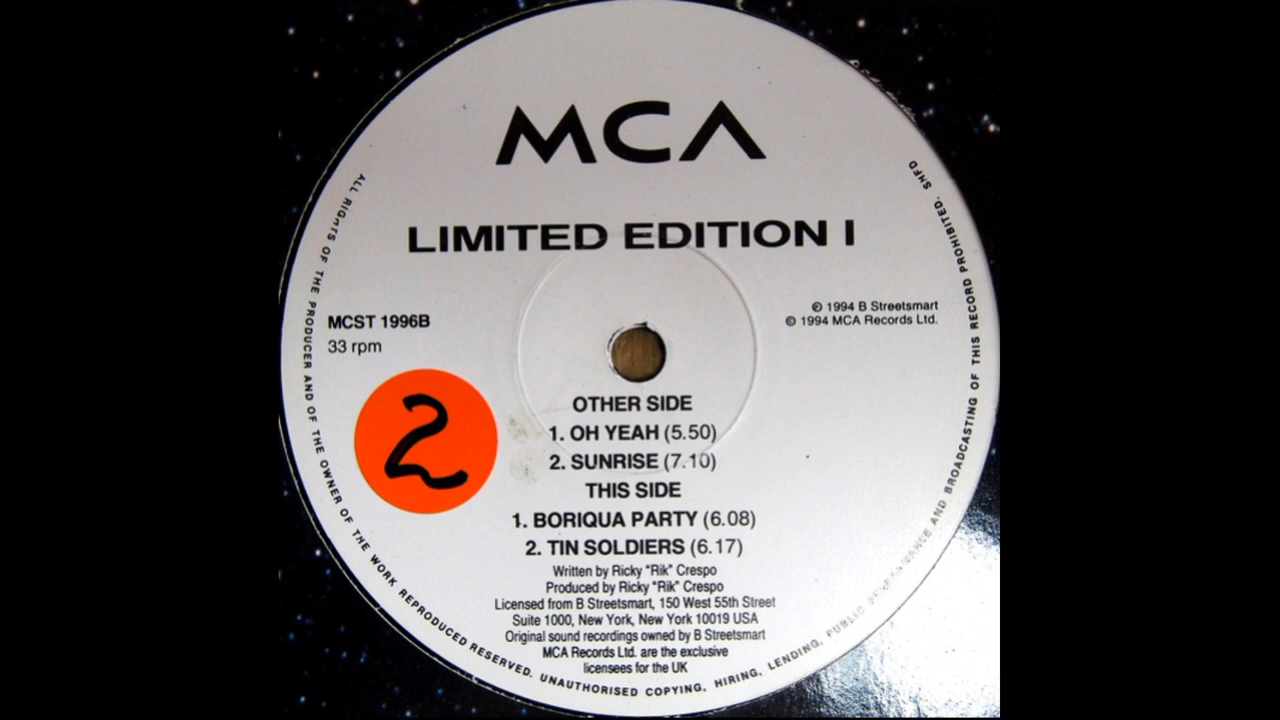 MCA
LIMITED EDITION I
℗ 1994 B Streetsmart
© 1994 MCA Records Ltd.
MCST 1996B
33 rpm
2
OTHER SIDE
1. OH YEAH (5.50)
2. SUNRISE (7.10)
THIS SIDE
1. BORIQUA PARTY (6.08)
2. TIN SOLDIERS (6.17)
Written by Ricky "Rik" Crespo
Produced by Ricky "Rik" Crespo
Licensed from B Streetsmart, 150 West 55th Street
Suite 1000, New York, New York 10019 USA
Original sound recordings owned by B Streetsmart
MCA Records Ltd. are the exclusive
licensees for the UK
ALL RIGHTS OF THE PRODUCER AND OF THE OWNER OF THE WORK REPRODUCED RESERVED. UNAUTHORISED COPYING, HIRING, LENDING, PUBLIC PERFORMANCE AND BROADCASTING OF THIS RECORD PROHIBITED. SMFD